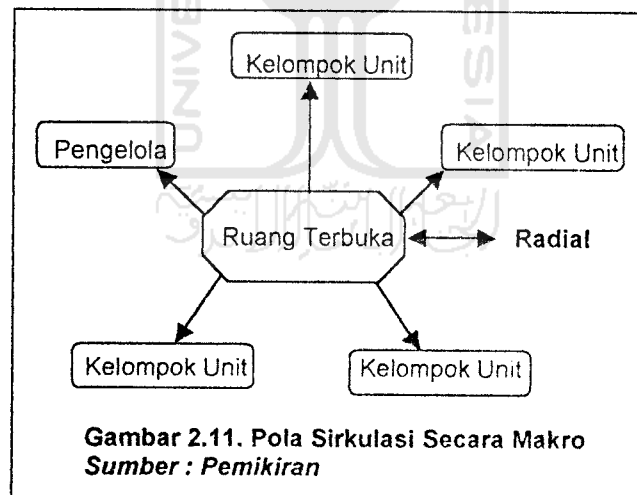 Kelompok Unit
Pengelola
Kelompok Unit
Ruang Terbuka
Radial
Kelompok Unit
Kelompok Unit
Gambar 2.11. Pola Sirkulasi Secara Makro
Sumber : Pemikiran